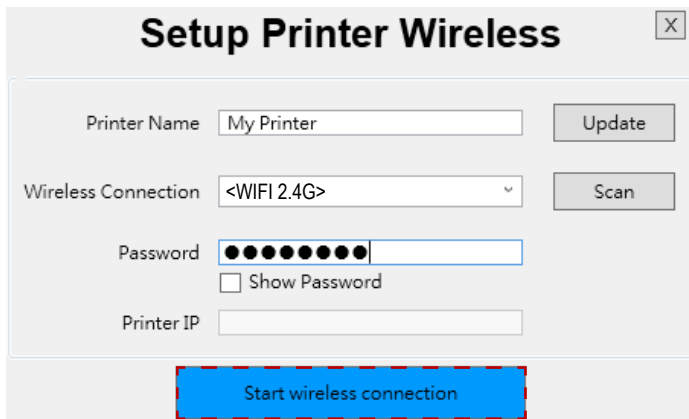 Setup Printer Wireless
X
Printer Name My Printer Update
Wireless Connection <WIFI 2.4G> Scan
Password ●●●●●●●●
Show Password
Printer IP
Start wireless connection